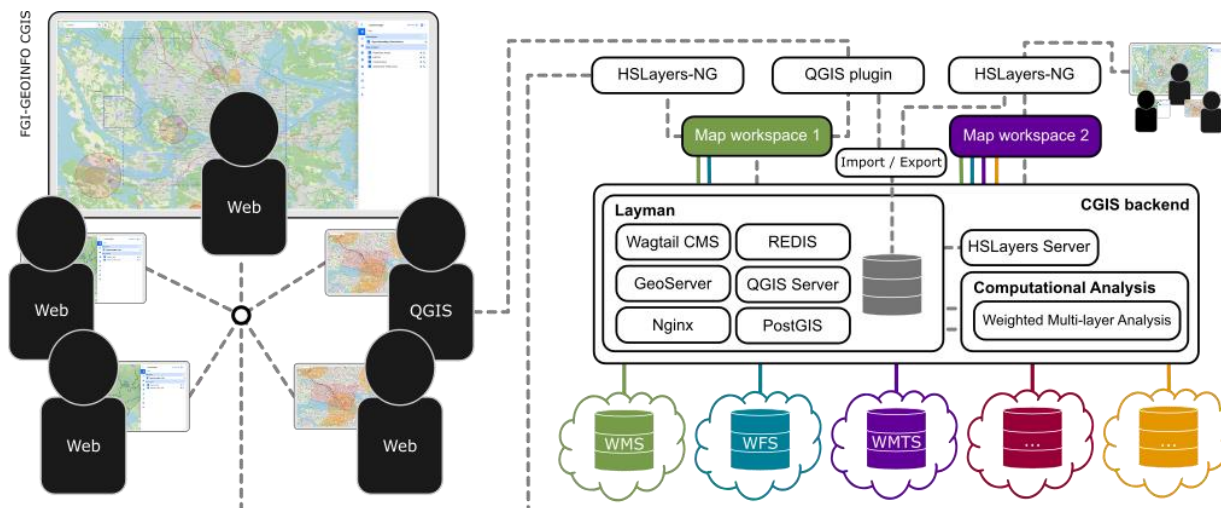 FGI-GEOINFO CGIS
Web
Web
QGIS
Web
Web
HSLayers-NG
QGIS plugin
HSLayers-NG
Map workspace 1
Map workspace 2
Import / Export
CGIS backend
Layman
Wagtail CMS
REDIS
GeoServer
QGIS Server
Nginx
PostGIS
HSLayers Server
Computational Analysis
Weighted Multi-layer Analysis
WMS
WFS
WMTS
...
...